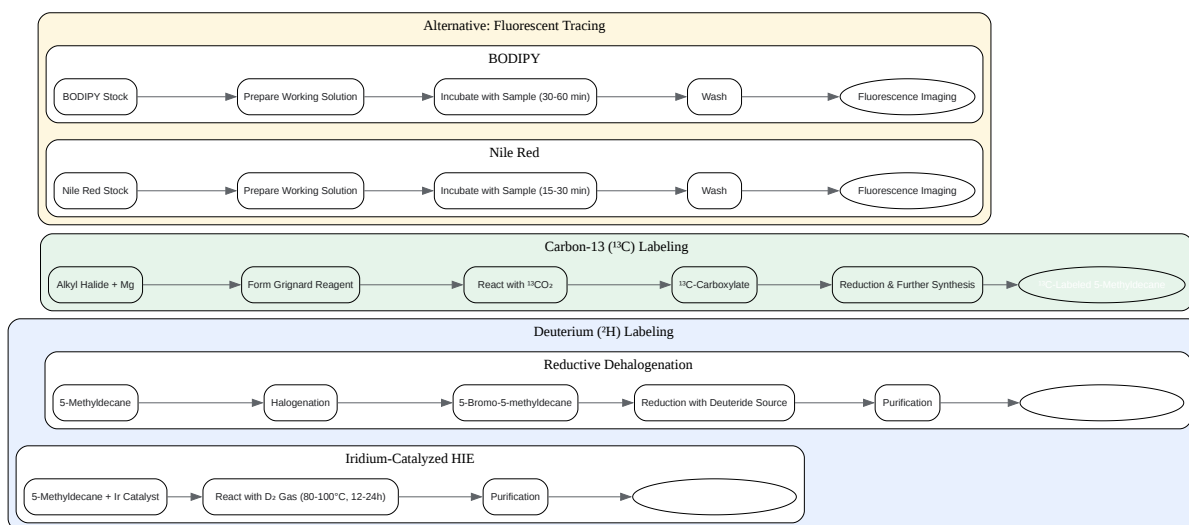 Alternative: Fluorescent Tracing
BODIPY
BODIPY Stock
Prepare Working Solution
Incubate with Sample (30-60 min)
Wash
Fluorescence Imaging
Nile Red
Nile Red Stock
Prepare Working Solution
Incubate with Sample (15-30 min)
Wash
Fluorescence Imaging
Carbon-13 (¹³C) Labeling
Alkyl Halide + Mg
Form Grignard Reagent
React with ¹³CO₂
¹³C-Carboxylate
Reduction & Further Synthesis
¹³C-Labeled 5-Methyldecane
Deuterium (²H) Labeling
Reductive Dehalogenation
5-Methyldecane
Halogenation
5-Bromo-5-methyldecane
Reduction with Deuteride Source
Purification
Iridium-Catalyzed HIE
5-Methyldecane + Ir Catalyst
React with D₂ Gas (80-100°C, 12-24h)
Purification